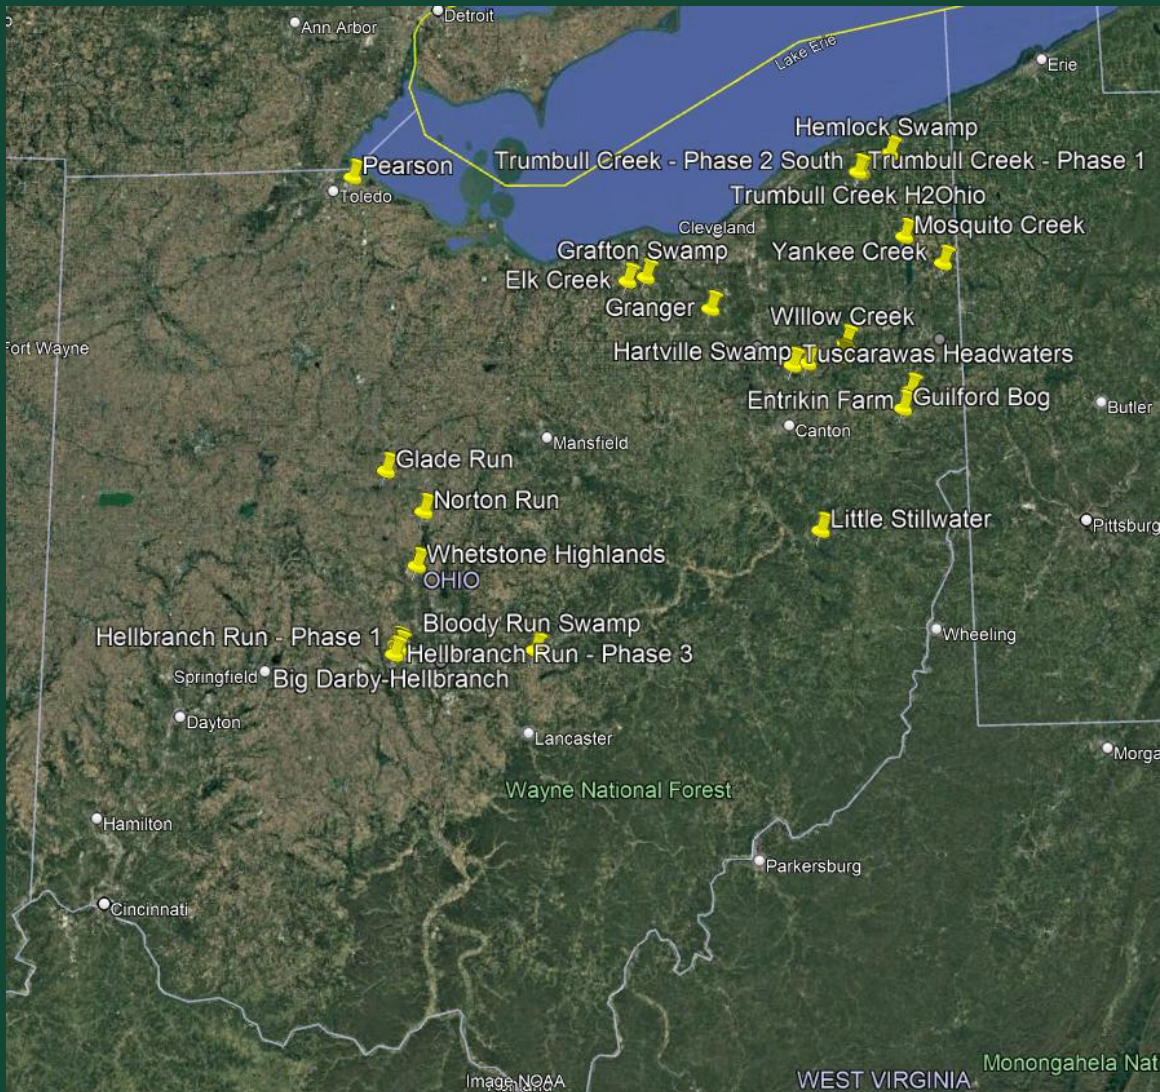 Detroit
Ann Arbor
Lake Erie
Erie
Hemlock Swamp
Pearson
Trumbull Creek - Phase 2 South
Trumbull Creek - Phase 1
Toledo
Trumbull Creek H2Ohio
Cleveland
Mosquito Creek
Grafton Swamp
Yankee Creek
Elk Creek
Granger
WIllow Creek
Fort Wayne
Hartville Swamp
Tuscarawas Headwaters
Entrikin Farm
Guilford Bog
Butler
Canton
Mansfield
Glade Run
Norton Run
Little Stillwater
Pittsburg
Whetstone Highlands
OHIO
Bloody Run Swamp
Hellbranch Run - Phase 1
Wheeling
Hellbranch Run - Phase 3
Springfield
Big Darby-Hellbranch
Dayton
Lancaster
Morga
Wayne National Forest
Hamilton
Parkersburg
Cincinnati
Monongahela Nat
Image NOAA
WEST VIRGINIA